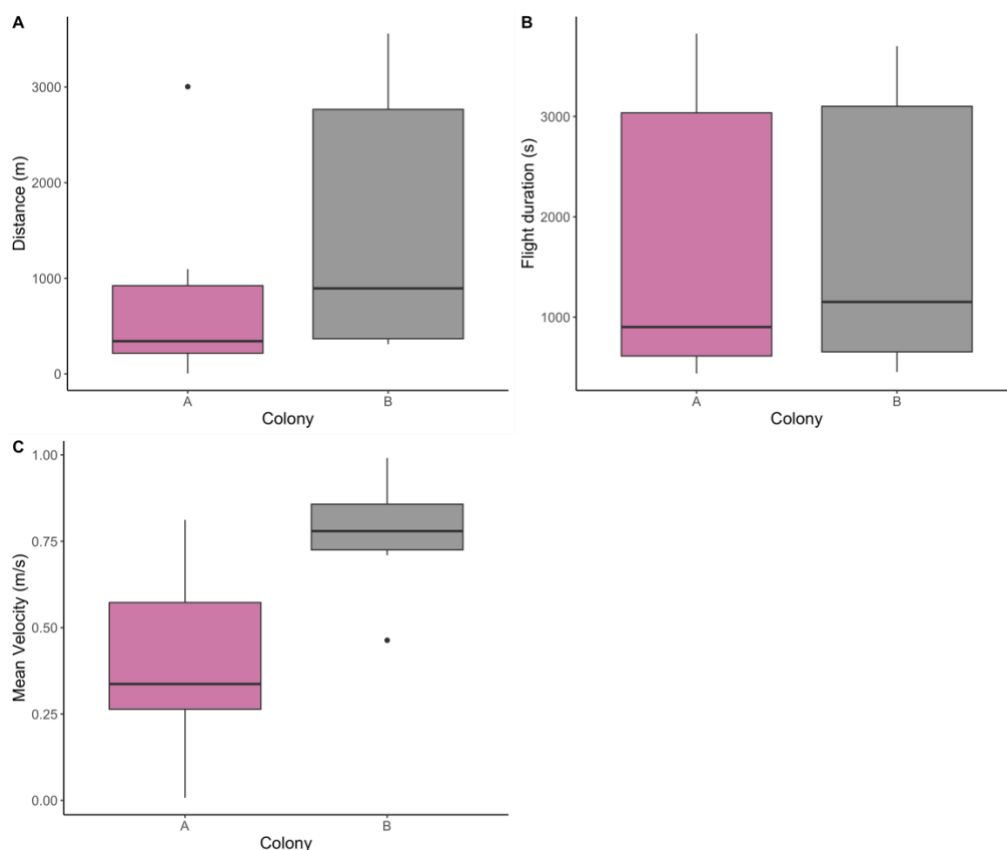 A
Distance (m)
3000
2000
1000
0
A
B
Colony
B
Flight duration (s)
3000
2000
1000
A
B
Colony
C
Mean Velocity (m/s)
1.00
0.75
0.50
0.25
0.00
A
B
Colony